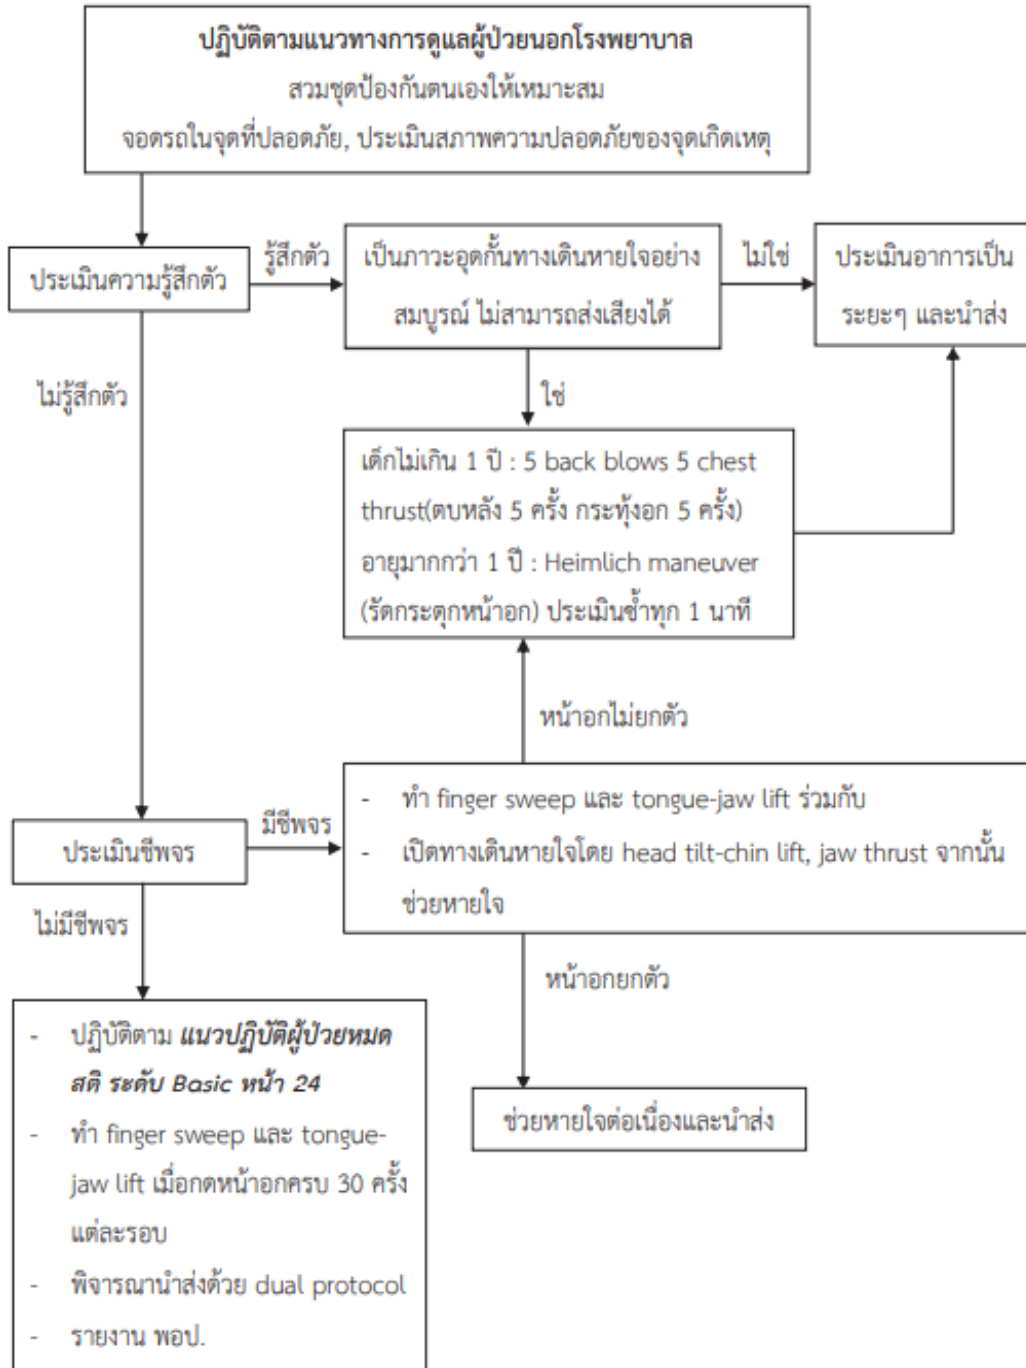 ปฏิบัติตามแนวทางการดูแลผู้ป่วยนอกโรงพยาบาล
สวมชุดป้องกันตนเองให้เหมาะสม
จอดรถในจุดที่ปลอดภัย, ประเมินสภาพความปลอดภัยของจุดเกิดเหตุ
ประเมินความรู้สึกตัว
รู้สึกตัว
เป็นภาวะอุดกั้นทางเดินหายใจอย่าง
สมบูรณ์ ไม่สามารถส่งเสียงได้
ไม่ใช่
ประเมินอาการเป็น
ระยะๆ และนำส่ง
ไม่รู้สึกตัว
ใช่
เด็กไม่เกิน 1 ปี : 5 back blows 5 chest
thrust(ตบหลัง 5 ครั้ง กระทุ้งอก 5 ครั้ง)
อายุมากกว่า 1 ปี : Heimlich maneuver
(รัดกระตุกหน้าอก) ประเมินซ้ำทุก 1 นาที
หน้าอกไม่ยกตัว
ประเมินชีพจร
มีชีพจร
- ทำ finger sweep และ tongue-jaw lift ร่วมกับ
- เปิดทางเดินหายใจโดย head tilt-chin lift, jaw thrust จากนั้น
ช่วยหายใจ
ไม่มีชีพจร
หน้าอกยกตัว
- ปฏิบัติตาม แนวปฏิบัติผู้ป่วยหมด
สติ ระดับ Basic หน้า 24
- ทำ finger sweep และ tongue-
jaw lift เมื่อกดหน้าอกครบ 30 ครั้ง
แต่ละรอบ
- พิจารณานำส่งด้วย dual protocol
- รายงาน พอป.
ช่วยหายใจต่อเนื่องและนำส่ง